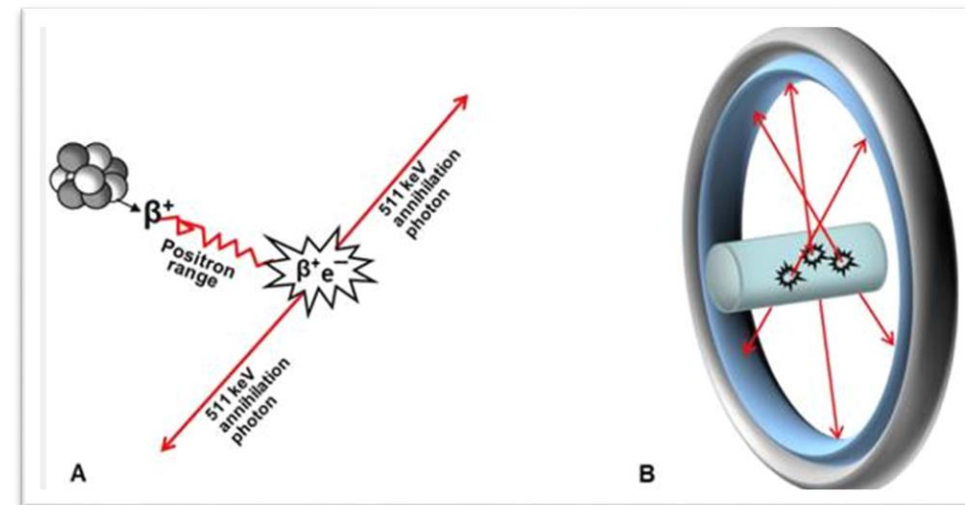 β+
Positron
range
β+e−
511 keV
annihilation
photon
511 keV
annihilation
photon
A
B